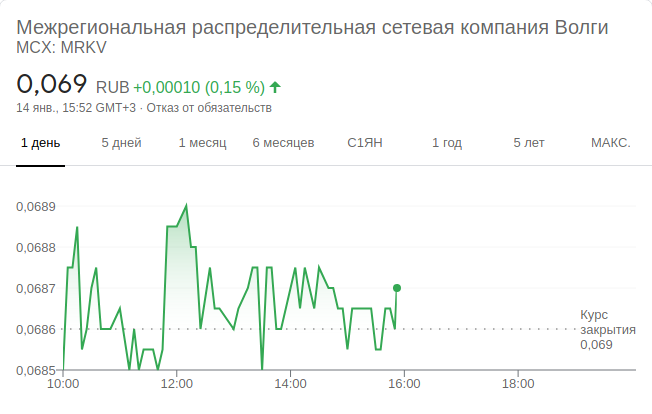 Межрегиональная распределительная сетевая компания Волги
MCX: MRKV
0,069 RUB +0,00010 (0,15 %)
14 янв., 15:52 GMT+3 · Отказ от обязательств
1 день 5 дней 1 месяц 6 месяцев С1ЯН 1 год 5 лет МАКС.
0,0689
0,0688
0,0687
0,0686
0,0685
Курс
закрытия
0,069
10:00 12:00 14:00 16:00 18:00